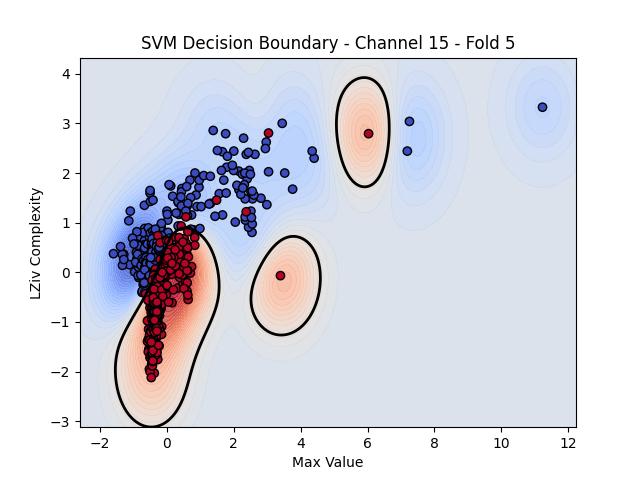 SVM Decision Boundary - Channel 15 - Fold 5
LZiv Complexity
4
3
2
1
0
−1
−2
−3
−2 0 2 4 6 8 10 12
Max Value